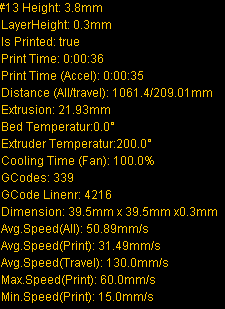 #13 Height: 3.8mm
LayerHeight: 0.3mm
Is Printed: true
Print Time: 0:00:36
Print Time (Accel): 0:00:35
Distance (All/travel): 1061.4/209.01mm
Extrusion: 21.93mm
Bed Temperatur:0.0°
Extruder Temperatur:200.0°
Cooling Time (Fan): 100.0%
GCodes: 339
GCode Linenr: 4216
Dimension: 39.5mm x 39.5mm x0.3mm
Avg.Speed(All): 50.89mm/s
Avg.Speed(Print): 31.49mm/s
Avg.Speed(Travel): 130.0mm/s
Max.Speed(Print): 60.0mm/s
Min.Speed(Print): 15.0mm/s